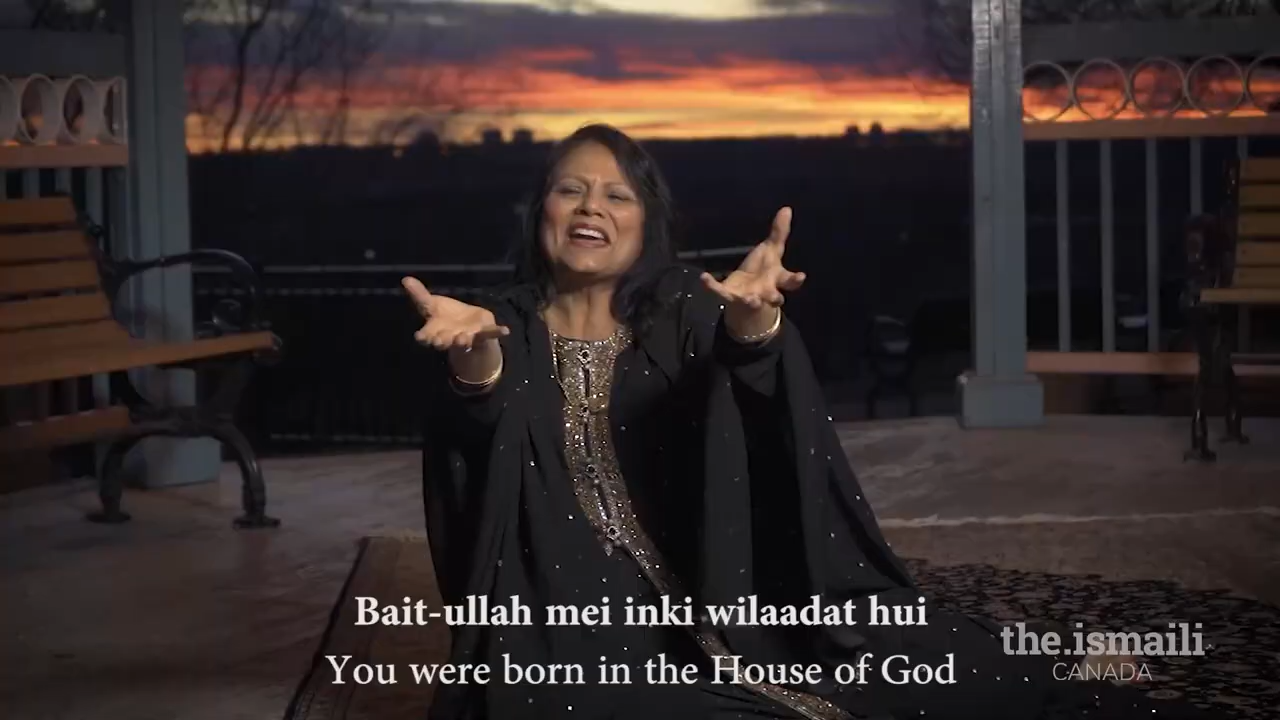 Bait-ullah mei inki wilaadat hui
You were born in the House of God
the.ismaili
CANADA